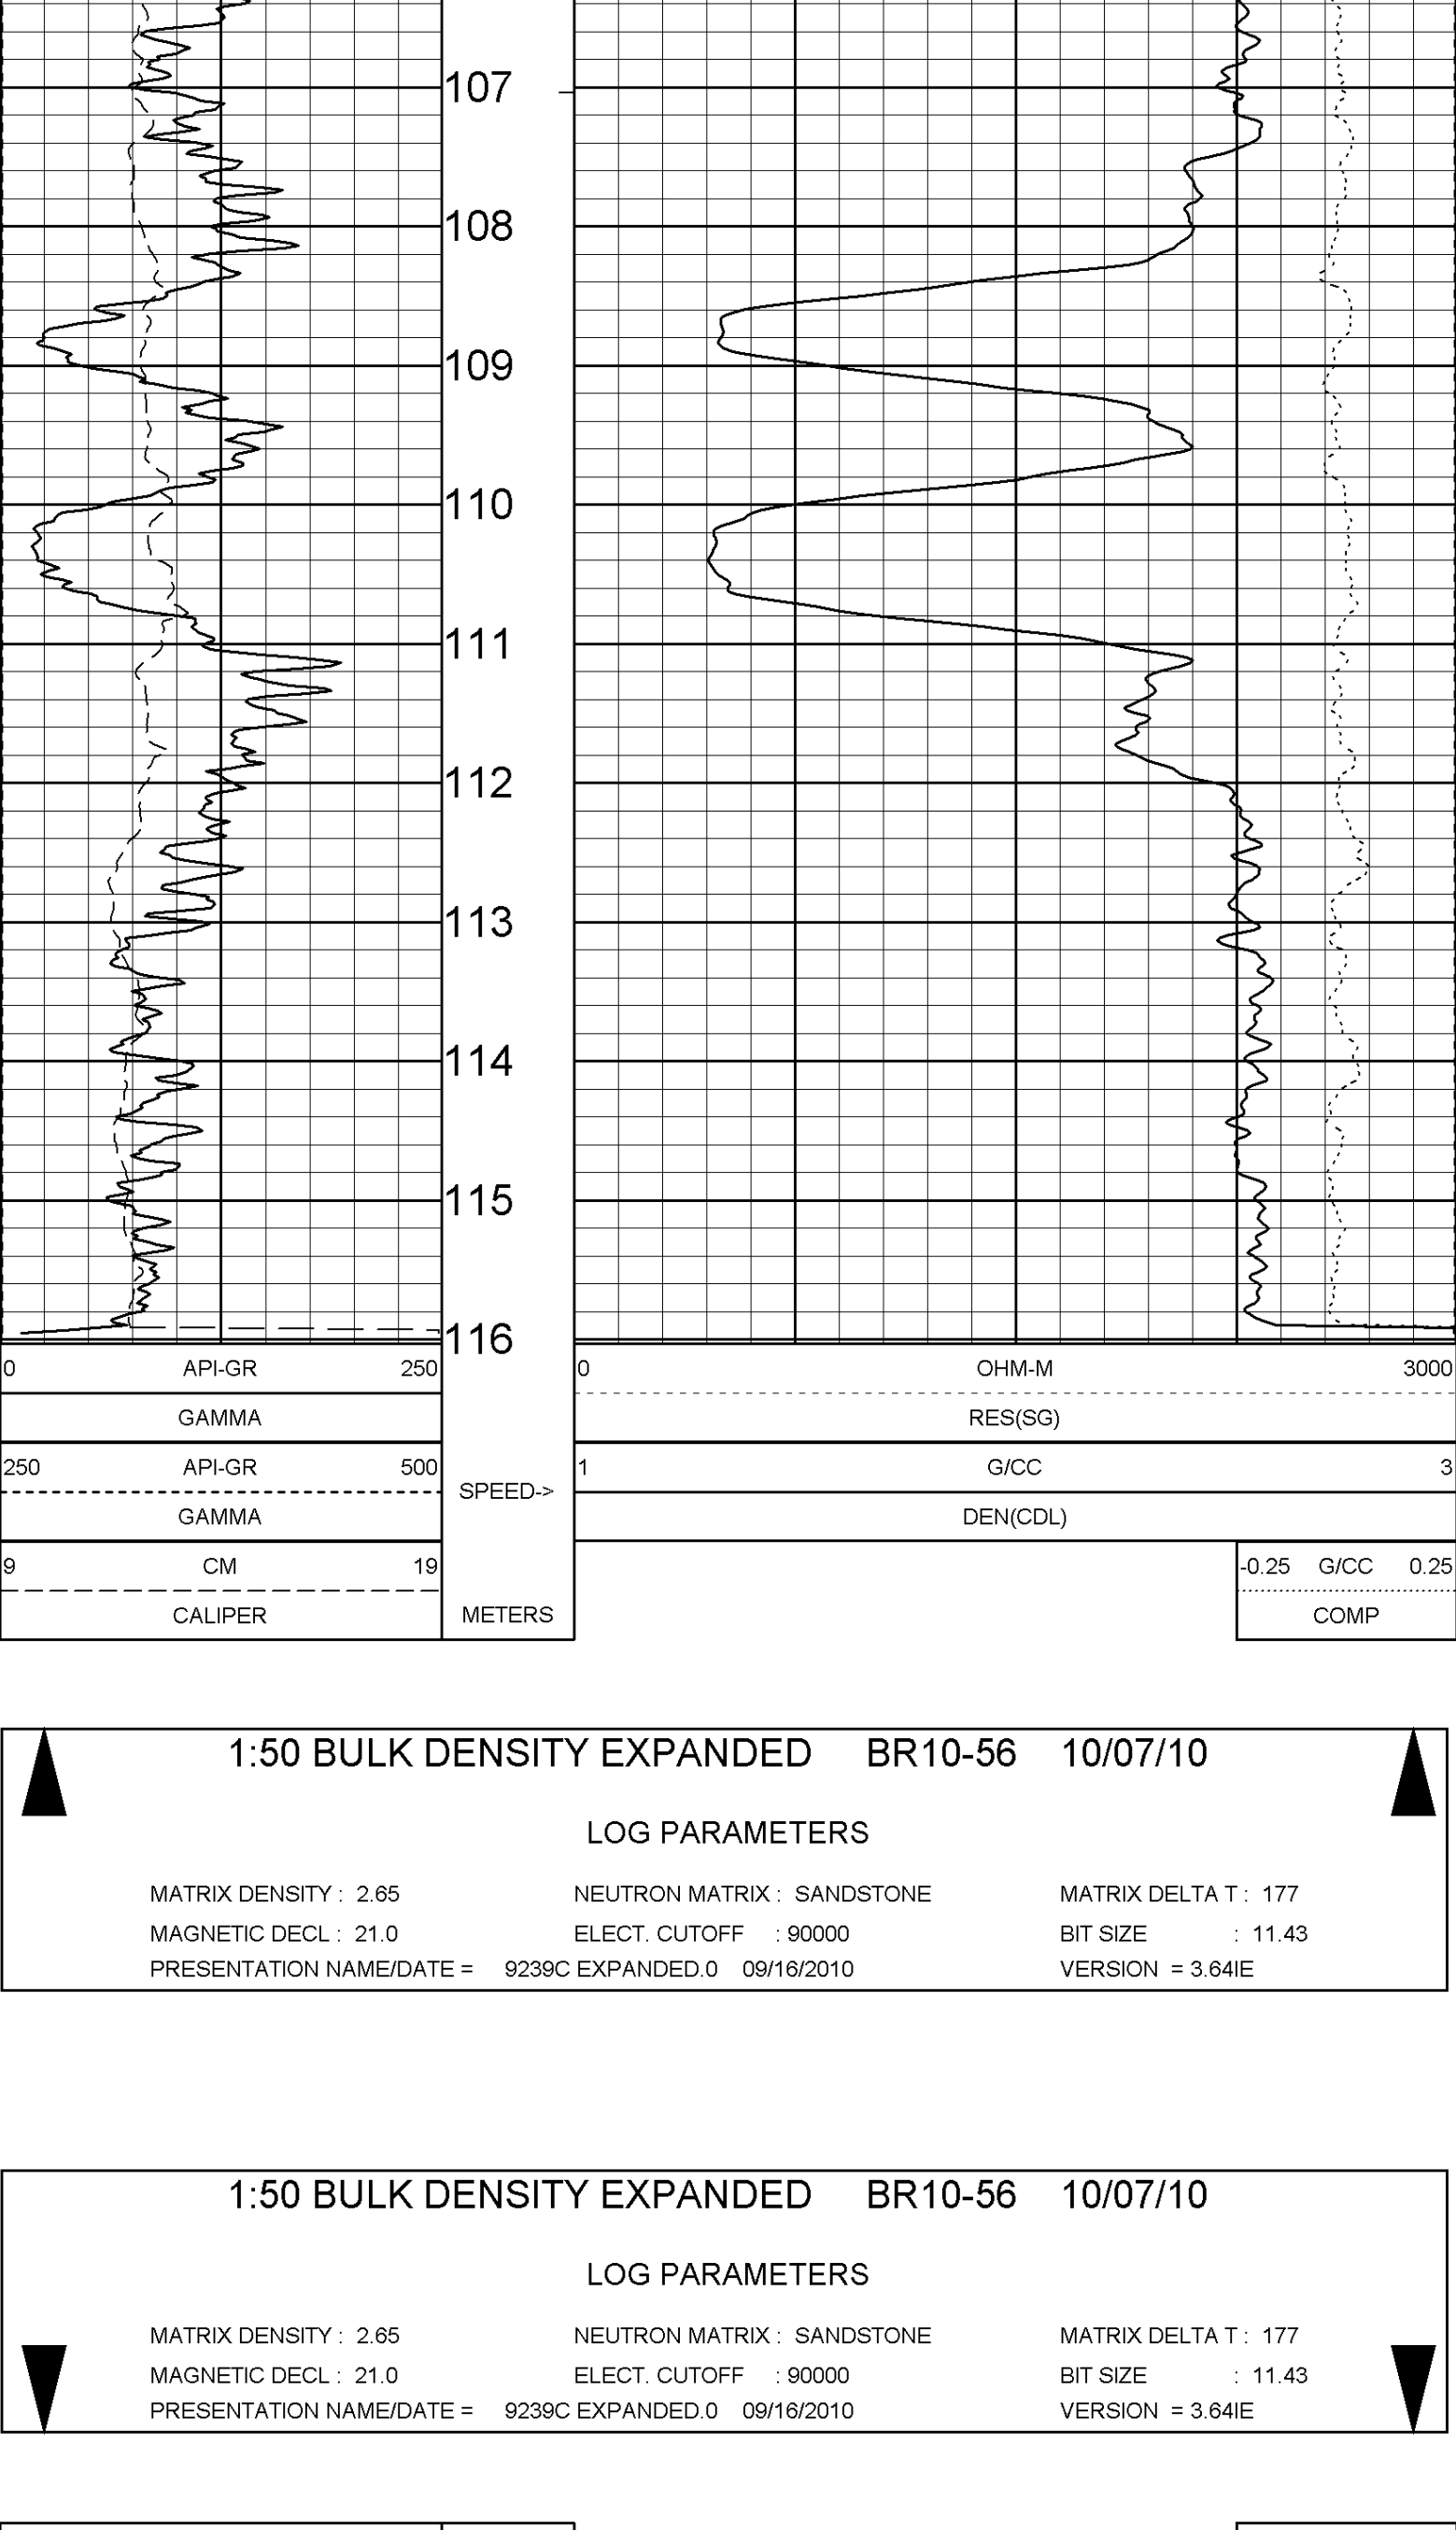 107
108
109
110
111
112
113
114
115
116
0 API-GR 250 0 OHM-M 3000
GAMMA RES(SG)
250 API-GR 500 SPEED-> 1 G/CC 3
GAMMA DEN(CDL)
9 CM 19 -0.25 G/CC 0.25
CALIPER METERS COMP
1:50 BULK DENSITY EXPANDED BR10-56 10/07/10
LOG PARAMETERS
MATRIX DENSITY : 2.65 NEUTRON MATRIX : SANDSTONE MATRIX DELTA T : 177
MAGNETIC DECL : 21.0 ELECT. CUTOFF : 90000 BIT SIZE : 11.43
PRESENTATION NAME/DATE = 9239C EXPANDED.0 09/16/2010 VERSION = 3.64IE
1:50 BULK DENSITY EXPANDED BR10-56 10/07/10
LOG PARAMETERS
MATRIX DENSITY : 2.65 NEUTRON MATRIX : SANDSTONE MATRIX DELTA T : 177
MAGNETIC DECL : 21.0 ELECT. CUTOFF : 90000 BIT SIZE : 11.43
PRESENTATION NAME/DATE = 9239C EXPANDED.0 09/16/2010 VERSION = 3.64IE